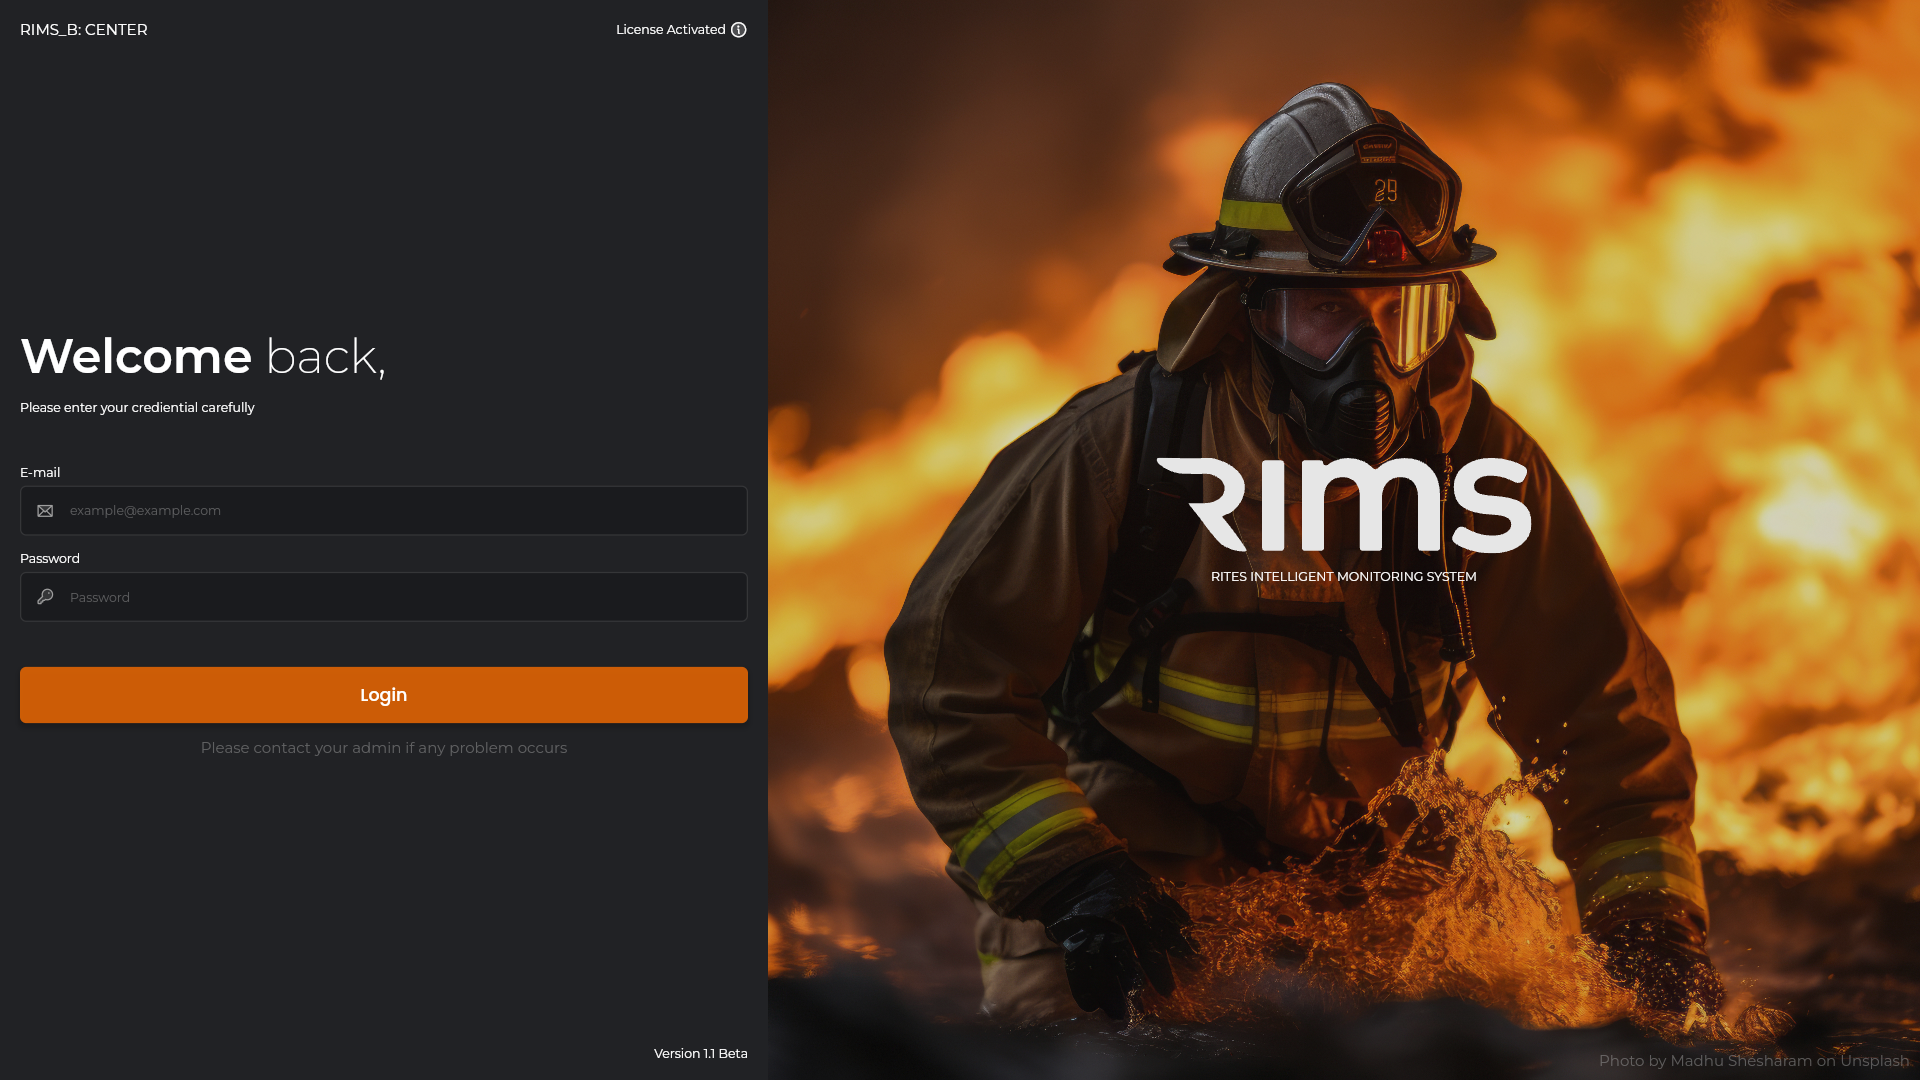 RIMS_B: CENTER
License Activated
Welcome back,
Please enter your crediential carefully
E-mail
example@example.com
Password
Password
Login
Please contact your admin if any problem occurs
Version 1.1 Beta
29
RIMS
RITES INTELLIGENT MONITORING SYSTEM
Photo by Madhu Shesharam on Unsplash